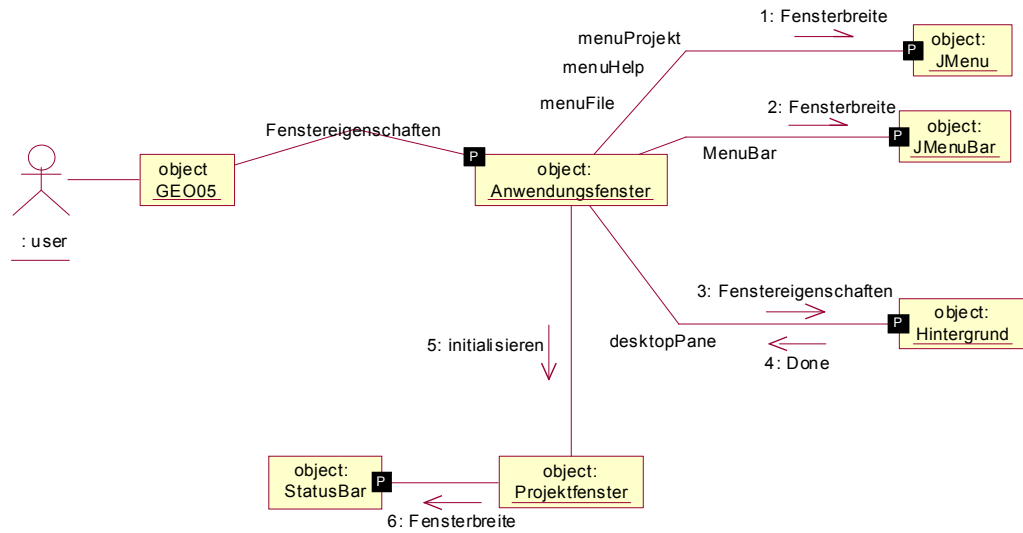 1: Fensterbreite
menuProjekt
object:
JMenu
P
menuHelp
menuFile
2: Fensterbreite
Fenstereigenschaften
MenuBar
P
object:
JMenuBar
P
object
GEO05
object:
Anwendungsfenster
: user
3: Fenstereigenschaften
desktopPane
P
object:
Hintergrund
4: Done
5: initialisieren
object:
StatusBar
P
object:
Projektfenster
6: Fensterbreite